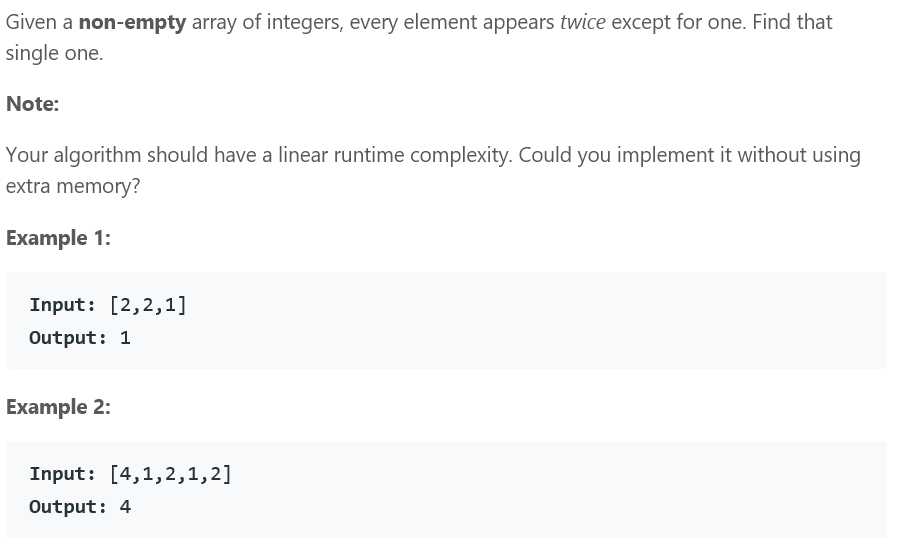 Given a non-empty array of integers, every element appears twice except for one. Find that
single one.
Note:
Your algorithm should have a linear runtime complexity. Could you implement it without using
extra memory?
Example 1:
Input: [2,2,1]
Output: 1
Example 2:
Input: [4,1,2,1,2]
Output: 4